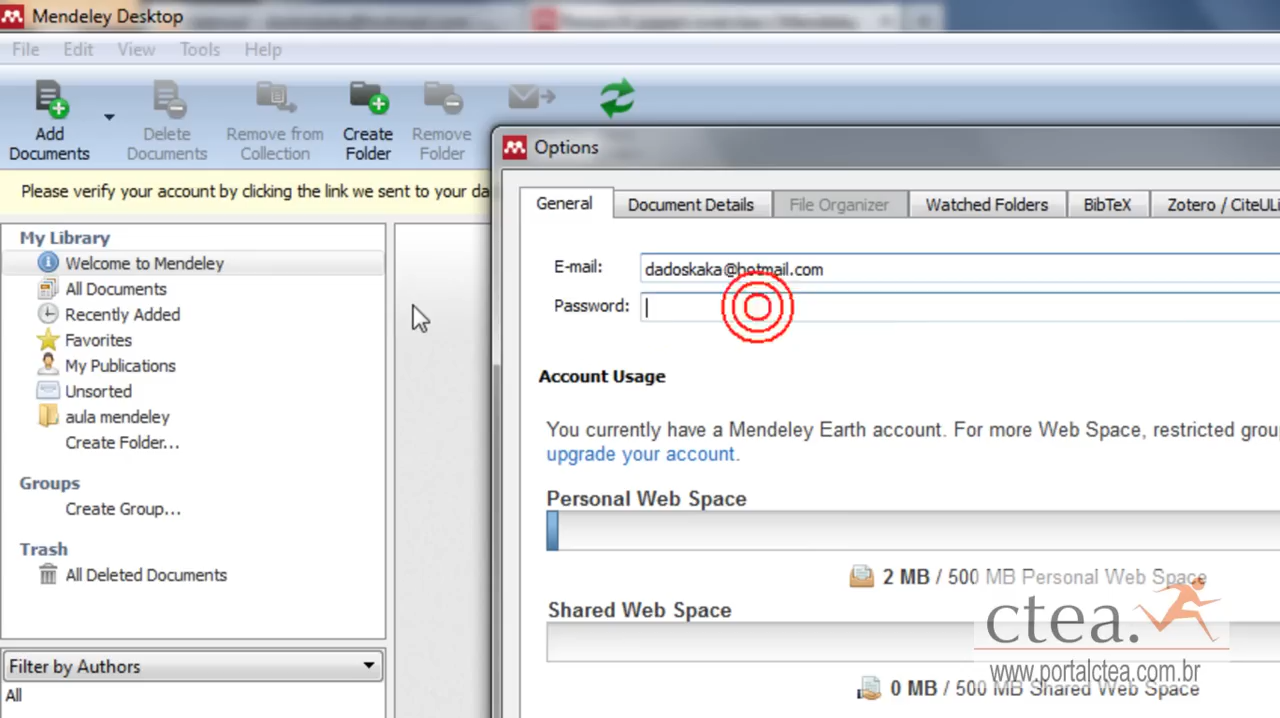 Mendeley Desktop
File Edit View Tools Help
Add Documents
Delete Documents
Remove from Collection
Create Folder
Remove Folder
Please verify your account by clicking the link we sent to your da
Options
General Document Details File Organizer Watched Folders BibTeX Zotero / CiteULi
My Library
Welcome to Mendeley
All Documents
Recently Added
Favorites
My Publications
Unsorted
aula mendeley
Create Folder...
Groups
Create Group...
Trash
All Deleted Documents
Filter by Authors
All
E-mail: dadoskaka@hotmail.com
Password:
Account Usage
You currently have a Mendeley Earth account. For more Web Space, restricted group
upgrade your account.
Personal Web Space
2 MB / 500 MB Personal Web Space
Shared Web Space
0 MB / 500 MB Shared Web Space
ctea.
www.portalctea.com.br